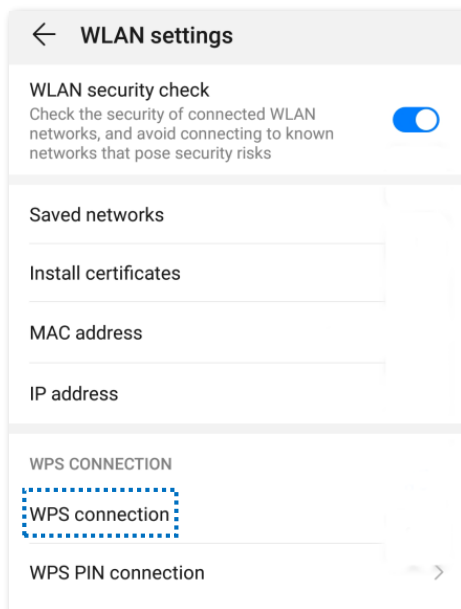 WLAN settings
WLAN security check
Check the security of connected WLAN
networks, and avoid connecting to known
networks that pose security risks
Saved networks
Install certificates
MAC address
IP address
WPS CONNECTION
WPS connection
WPS PIN connection